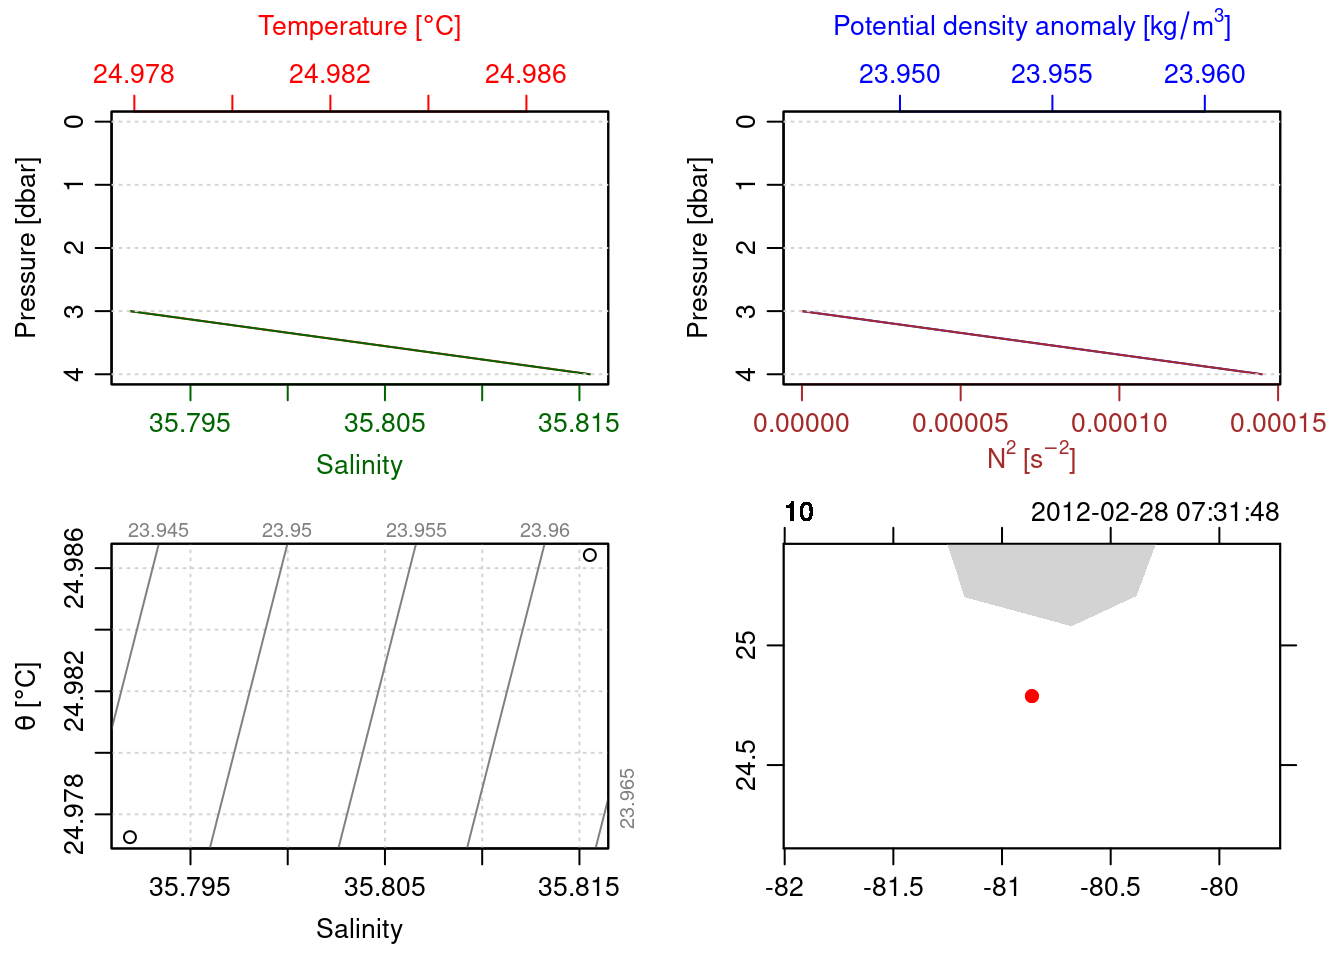 Temperature [°C]
24.978 24.982 24.986
Pressure [dbar]
0
1
2
3
4
35.795 35.805 35.815
Salinity
Potential density anomaly [kg/m³]
23.950 23.955 23.960
Pressure [dbar]
0
1
2
3
4
0.00000 0.00005 0.00010 0.00015
N² [s⁻²]
23.945 23.95 23.955 23.96
23.965
θ [°C]
24.986
24.982
24.978
35.795 35.805 35.815
Salinity
10 2012-02-28 07:31:48
25
24.5
-82 -81.5 -81 -80.5 -80